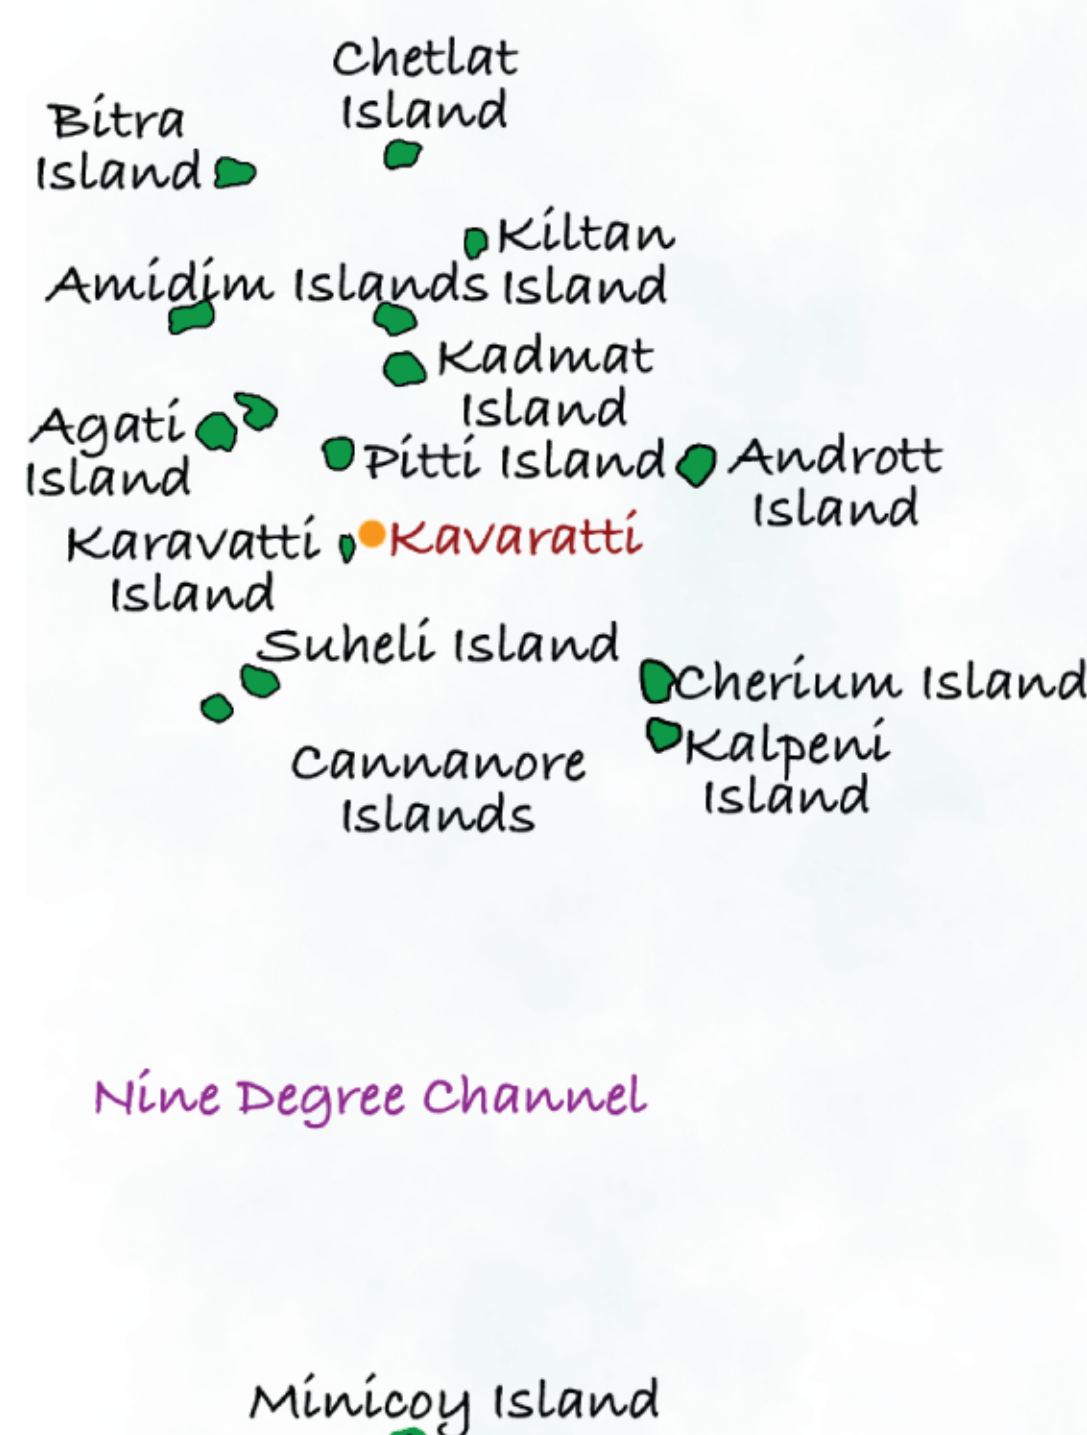 Chetlat
Island
Bitra
Island
Kiltan
Island
Amidim Islands
Kadmat
Island
Agati
Island
Pitti Island
Andrott
Island
Karavatti
Island
Kavaratti
Suheli Island
Cherium Island
Kalpeni
Island
Cannanore
Islands
Nine Degree Channel
Minicoy Island